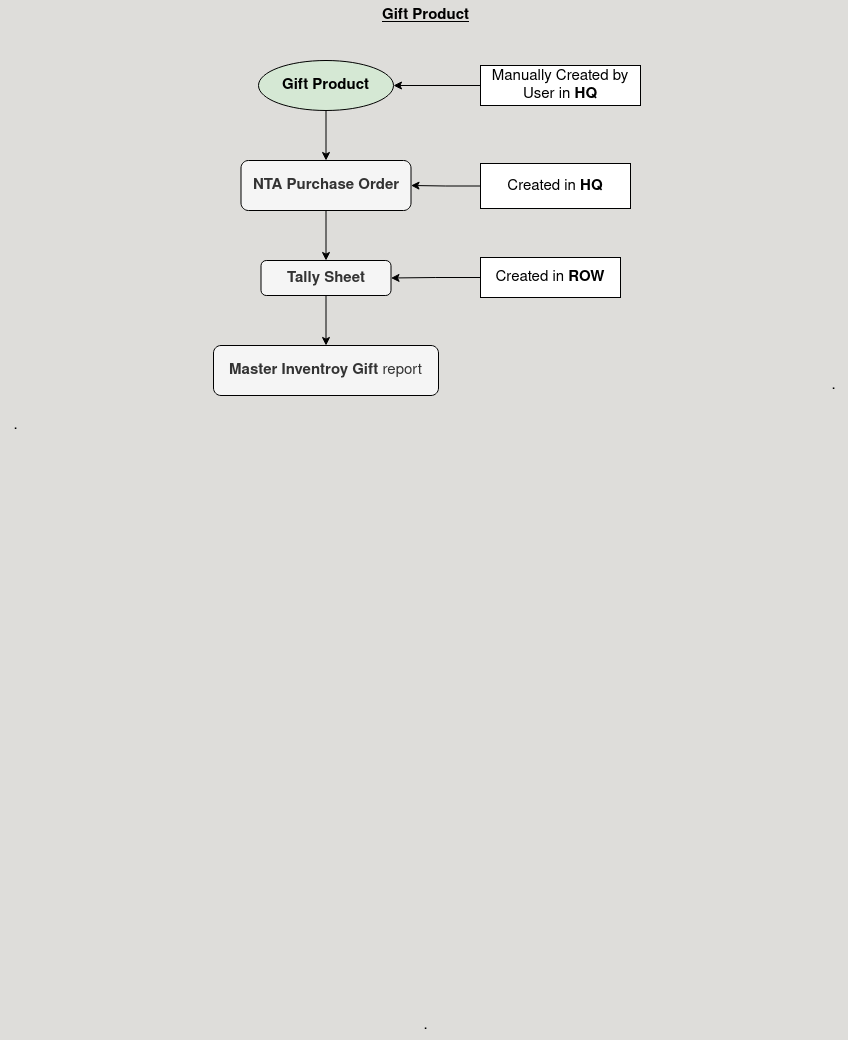 Gift Product
Gift Product
Manually Created by
User in HQ
NTA Purchase Order
Created in HQ
Tally Sheet
Created in ROW
Master Inventroy Gift report
.
.
.